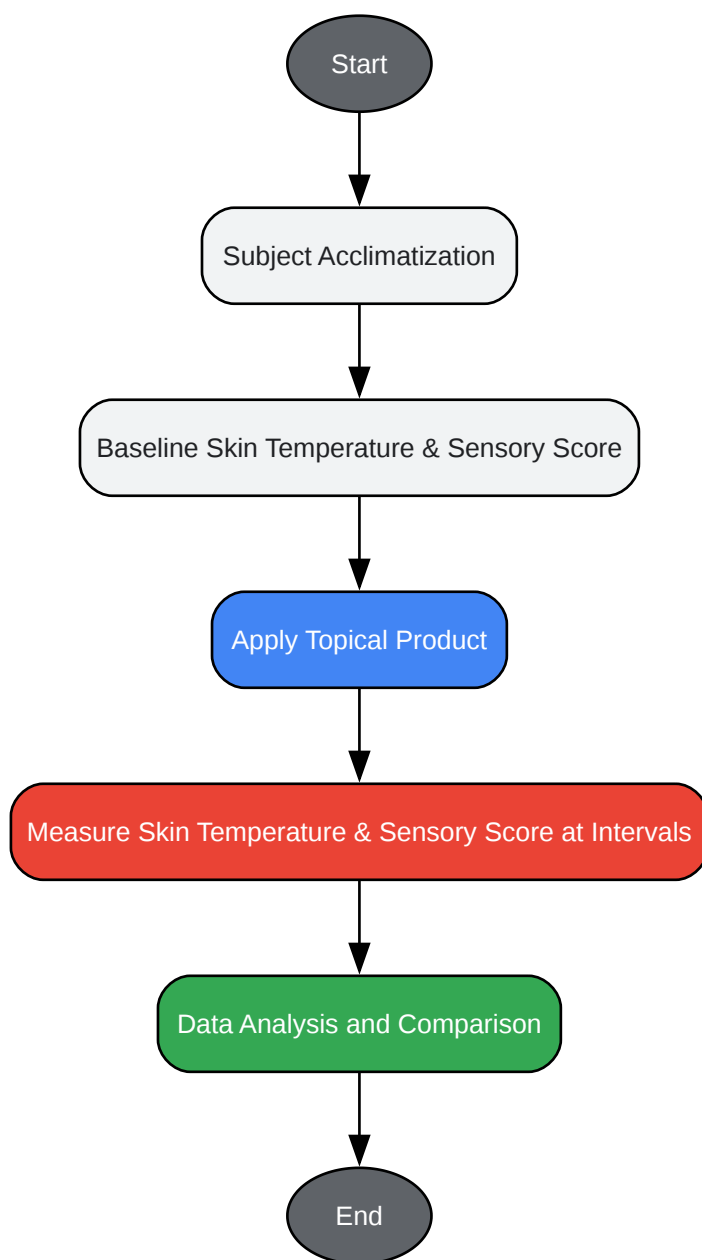 Start
Subject Acclimatization
Baseline Skin Temperature & Sensory Score
Apply Topical Product
Measure Skin Temperature & Sensory Score at Intervals
Data Analysis and Comparison
End